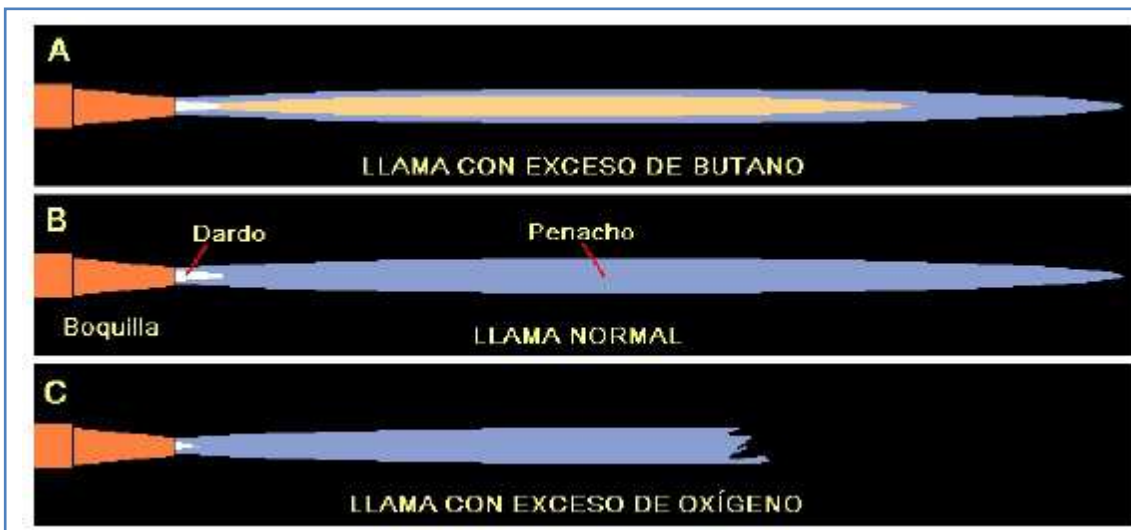 A
LLAMA CON EXCESO DE BUTANO
B
Dardo
Penacho
Boquilla
LLAMA NORMAL
C
LLAMA CON EXCESO DE OXÍGENO